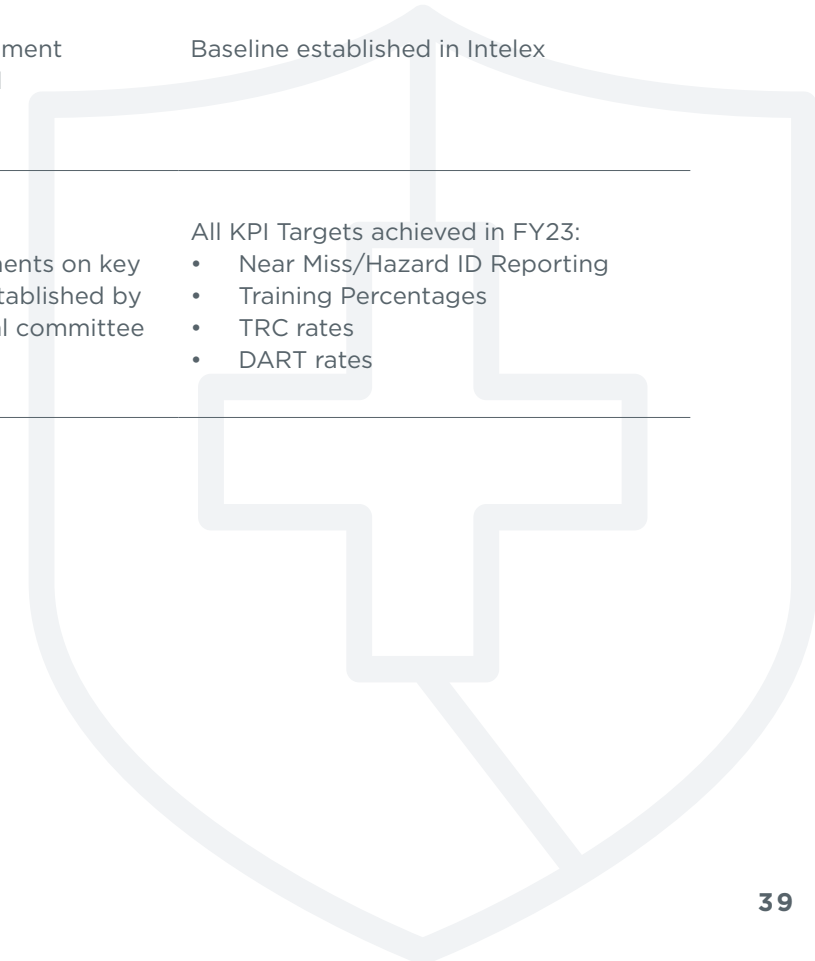 ment
Baseline established in Intelex
All KPI Targets achieved in FY23:
ents on key
• Near Miss/Hazard ID Reporting
tablished by
• Training Percentages
l committee
• TRC rates
• DART rates
39